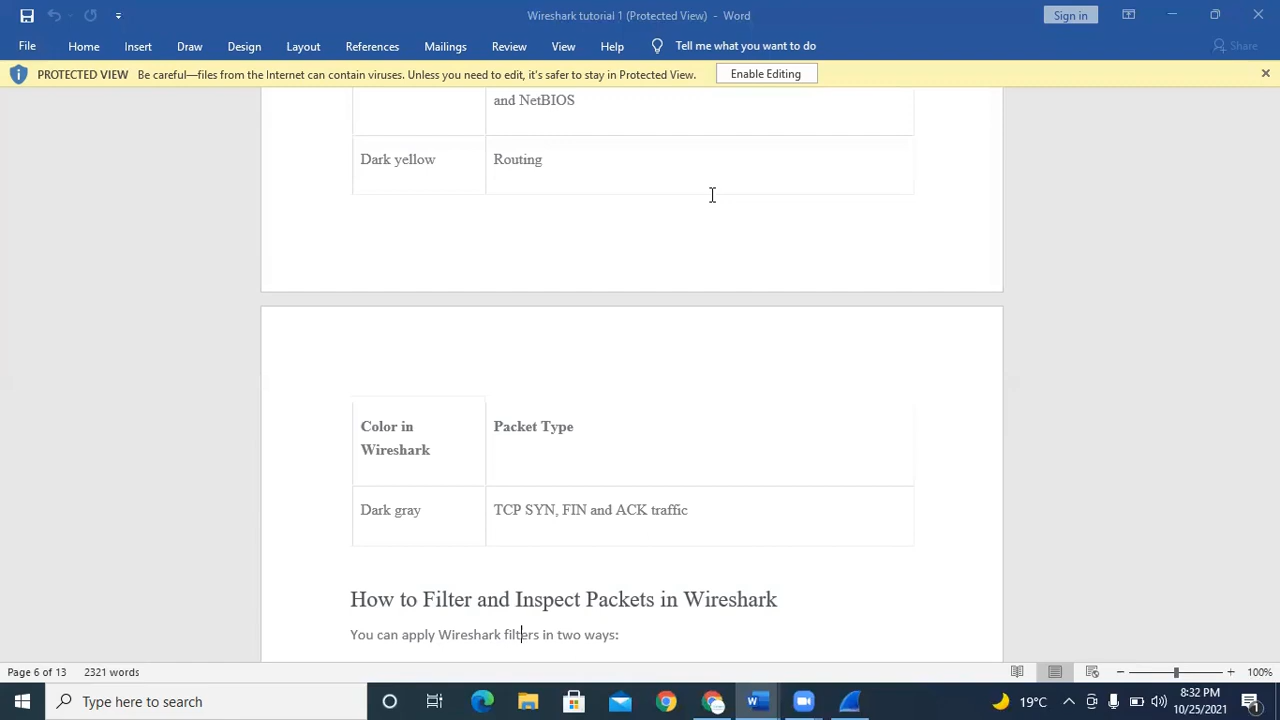 Wireshark tutorial 1 (Protected View) - Word
Sign in
File Home Insert Draw Design Layout References Mailings Review View Help Tell me what you want to do Share
PROTECTED VIEW Be careful—files from the Internet can contain viruses. Unless you need to edit, it's safer to stay in Protected View. Enable Editing
and NetBIOS
Dark yellow Routing
Color in Packet Type
Wireshark
Dark gray TCP SYN, FIN and ACK traffic
How to Filter and Inspect Packets in Wireshark
You can apply Wireshark filters in two ways:
Page 6 of 13 2321 words 100%
Type here to search 19°C 8:32 PM
10/25/2021 1